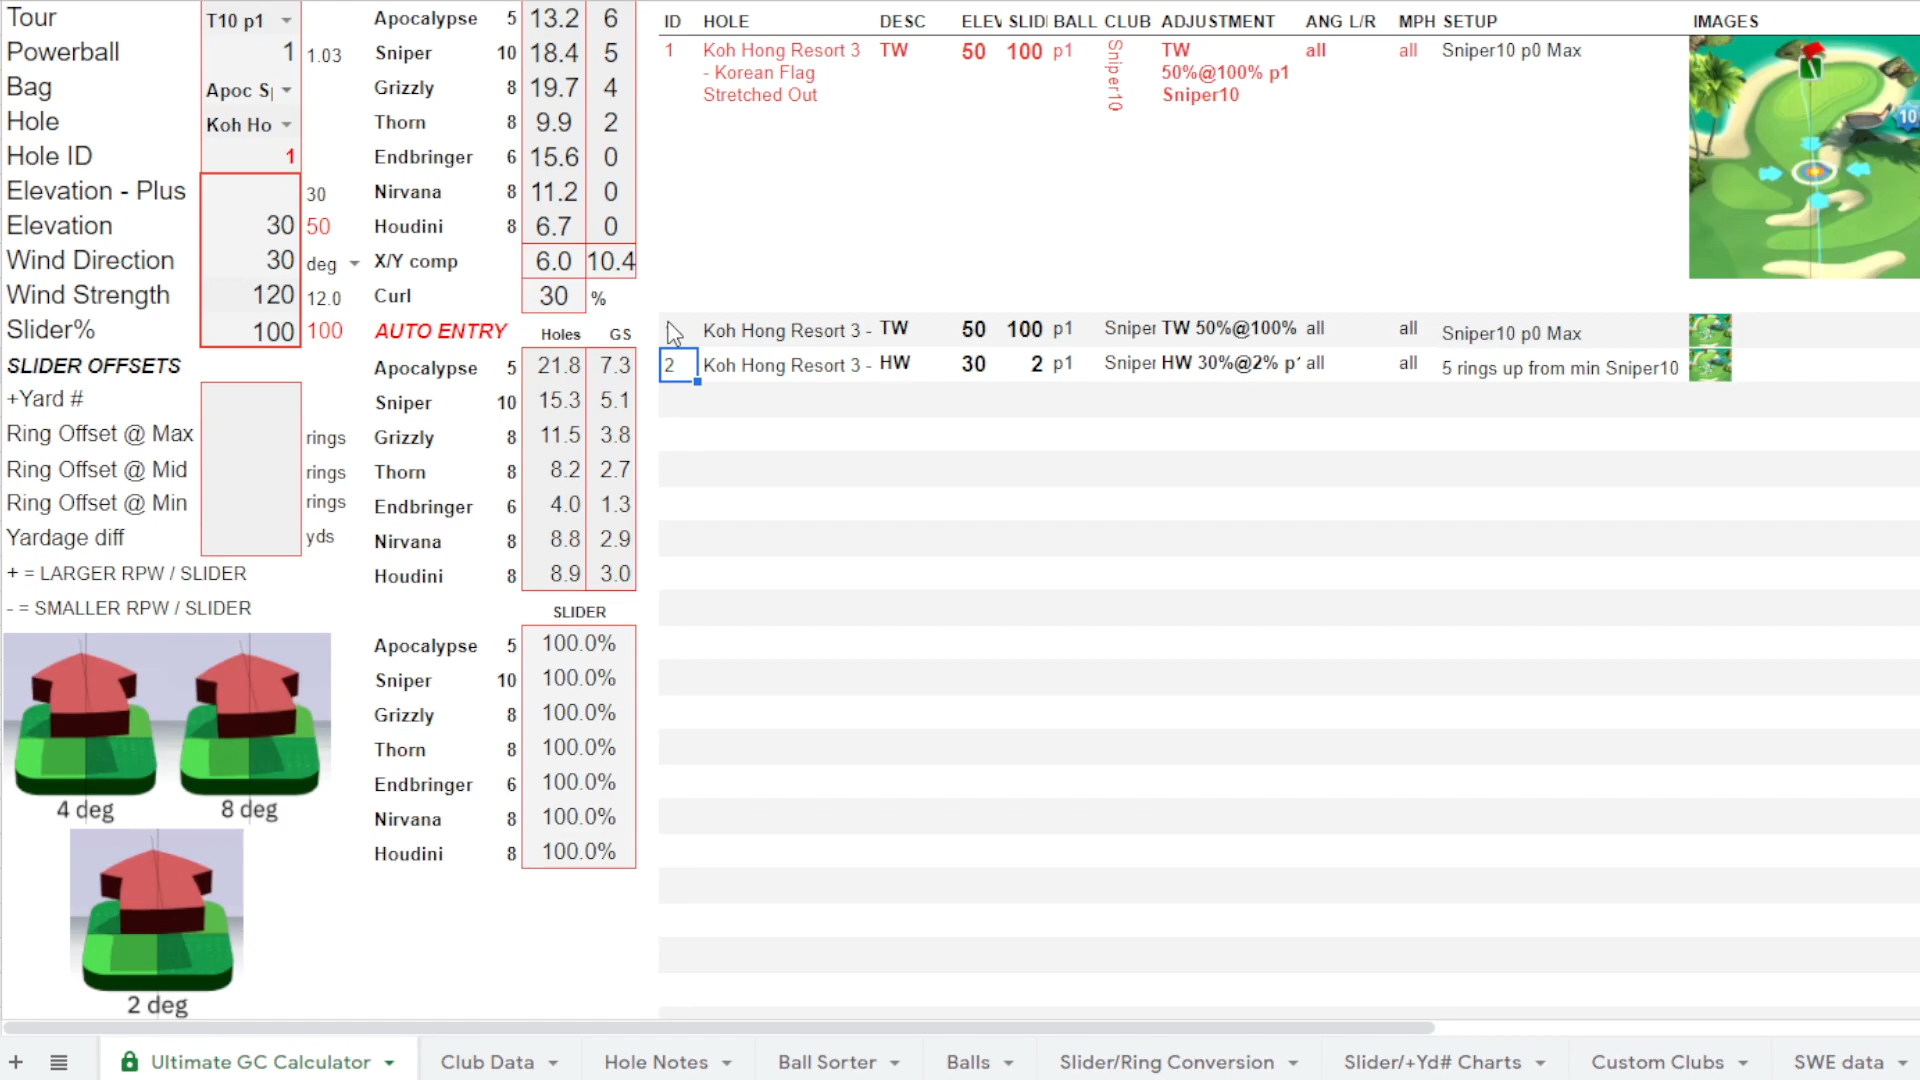 Tour T10 p1
Powerball 1 1.03
Bag Apoc S
Hole Koh Ho
Hole ID 1
Elevation - Plus 30
Elevation 30 50
Wind Direction 30 deg
Wind Strength 120 12.0
Slider% 100 100
SLIDER OFFSETS
+Yard #
Ring Offset @ Max rings
Ring Offset @ Mid rings
Ring Offset @ Min rings
Yardage diff yds
+ = LARGER RPW / SLIDER
- = SMALLER RPW / SLIDER
4 deg 8 deg
2 deg
Apocalypse 5 13.2 6
Sniper 10 18.4 5
Grizzly 8 19.7 4
Thorn 8 9.9 2
Endbringer 6 15.6 0
Nirvana 8 11.2 0
Houdini 8 6.7 0
X/Y comp 6.0 10.4
Curl 30 %
AUTO ENTRY Holes GS
Apocalypse 5 21.8 7.3
Sniper 10 15.3 5.1
Grizzly 8 11.5 3.8
Thorn 8 8.2 2.7
Endbringer 6 4.0 1.3
Nirvana 8 8.8 2.9
Houdini 8 8.9 3.0
SLIDER
Apocalypse 5 100.0%
Sniper 10 100.0%
Grizzly 8 100.0%
Thorn 8 100.0%
Endbringer 6 100.0%
Nirvana 8 100.0%
Houdini 8 100.0%
ID HOLE DESC ELEV SLID BALL CLUB ADJUSTMENT ANG L/R MPH SETUP IMAGES
1 Koh Hong Resort 3 TW 50 100 p1 Sniper10 TW all all Sniper10 p0 Max
- Korean Flag 50%@100% p1
Stretched Out Sniper10
10
Koh Hong Resort 3 - TW 50 100 p1 Sniper TW 50%@100% all all Sniper10 p0 Max
2 Koh Hong Resort 3 - HW 30 2 p1 Sniper HW 30%@2% p all all 5 rings up from min Sniper10
+ Ultimate GC Calculator Club Data Hole Notes Ball Sorter Balls Slider/Ring Conversion Slider/+Yd# Charts Custom Clubs SWE data